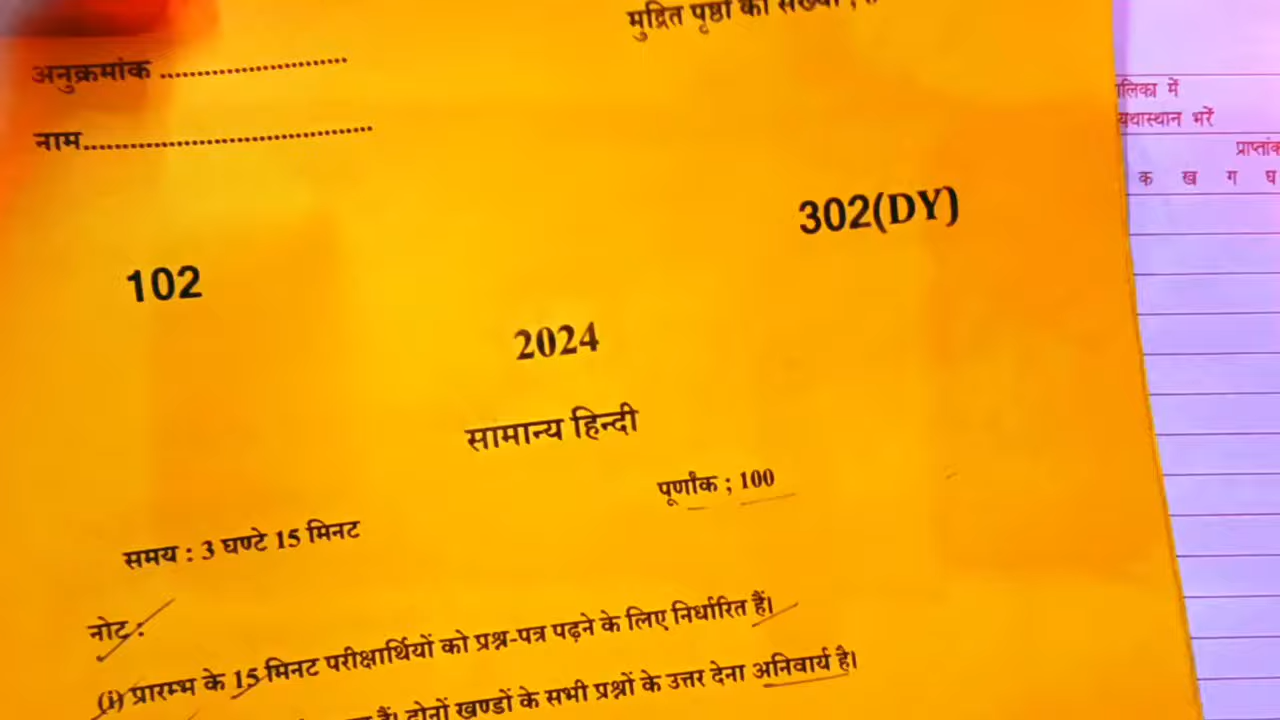 मुद्रित पृष्ठों की संख्या :
अनुक्रमांक ..............................
नाम..........................................
302(DY)
102
2024
सामान्य हिन्दी
पूर्णांक ; 100
समय : 3 घण्टे 15 मिनट
नोट :
(i) प्रारम्भ के 15 मिनट परीक्षार्थियों को प्रश्न-पत्र पढ़ने के लिए निर्धारित हैं।
हैं। दोनों खण्डों के सभी प्रश्नों के उत्तर देना अनिवार्य है।
में
यथास्थान भरें
क ख ग घ